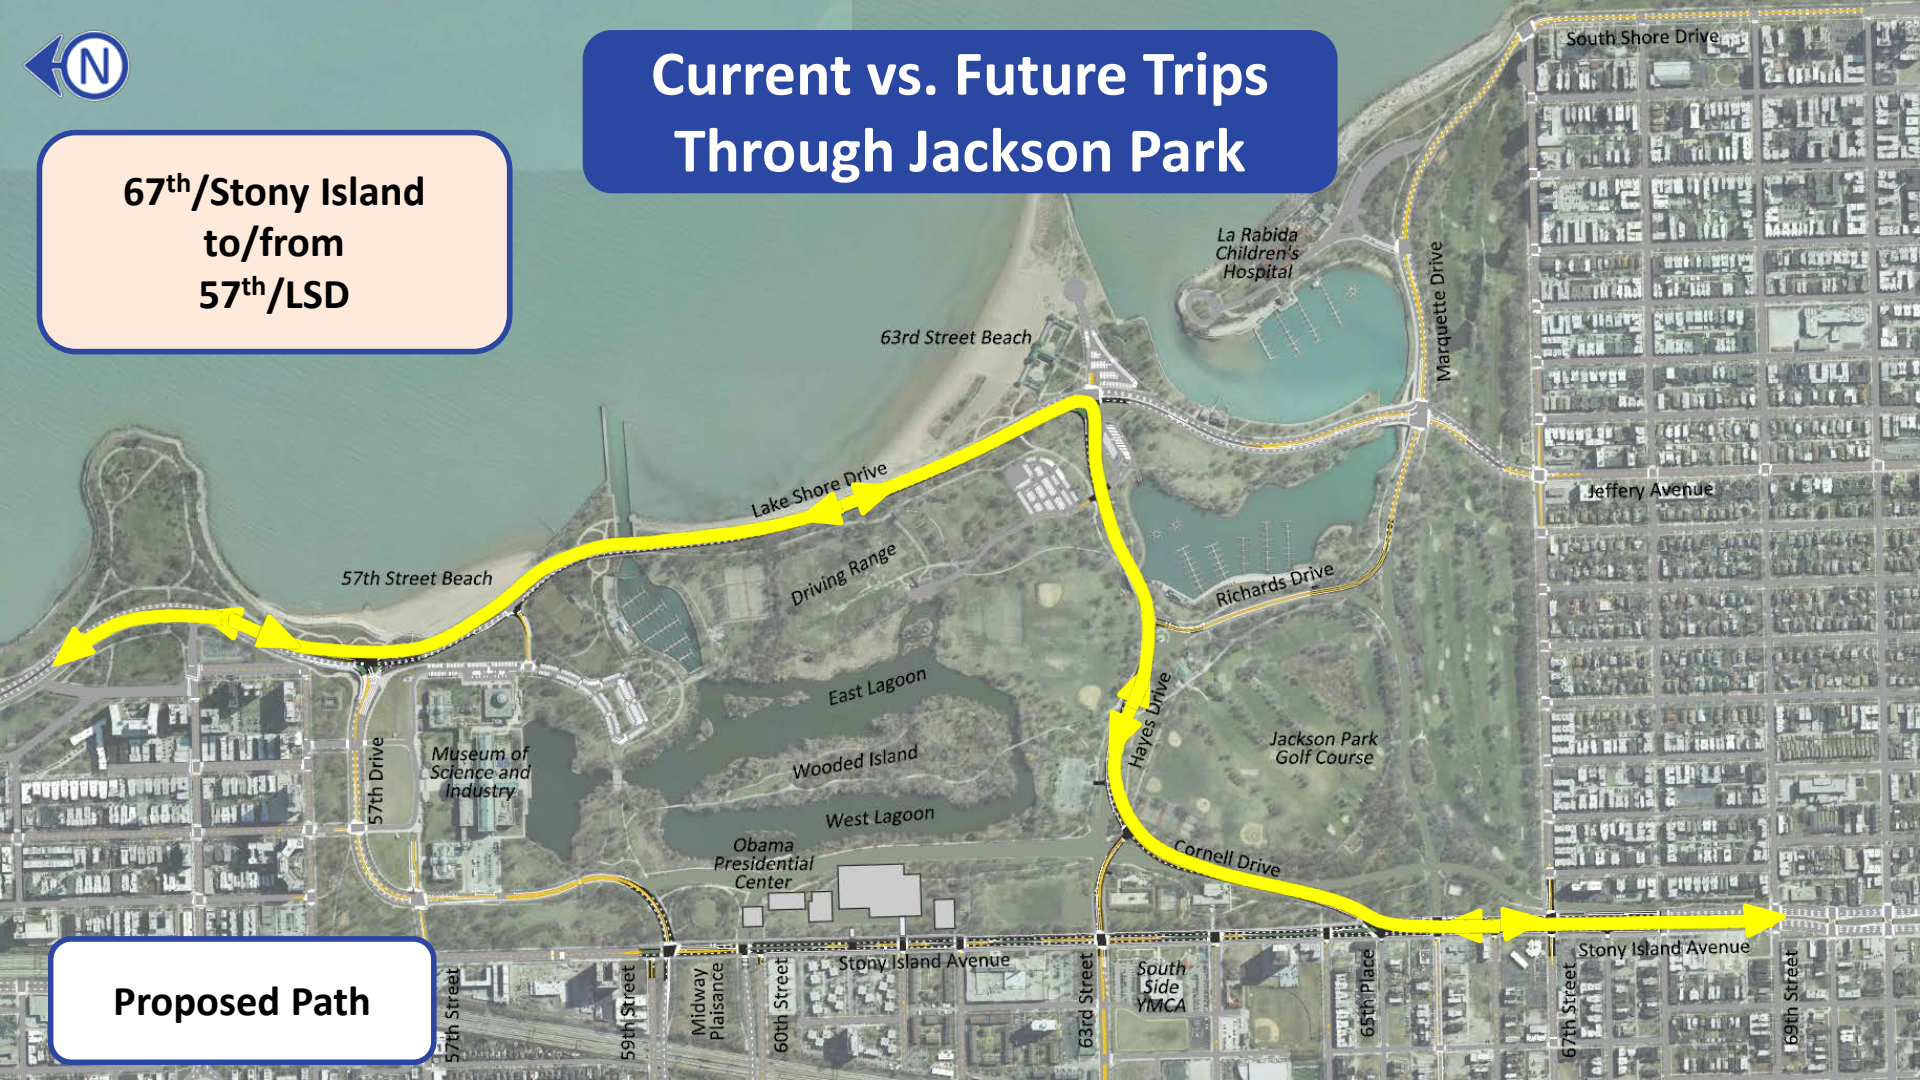 N
Current vs. Future Trips
Through Jackson Park
67th/Stony Island
to/from
57th/LSD
South Shore Drive
La Rabida
Children's
Hospital
Marquette Drive
63rd Street Beach
Lake Shore Drive
Jeffery Avenue
57th Street Beach
Driving Range
Richards Drive
East Lagoon
Hayes Drive
Museum of
Science and
Industry
57th Drive
Wooded Island
Jackson Park
Golf Course
West Lagoon
Obama
Presidential
Center
Cornell Drive
Stony Island Avenue
Stony Island Avenue
Proposed Path
57th Street
59th Street
Midway
Plaisance
60th Street
63rd Street
South
Side
YMCA
65th Place
67th Street
69th Street